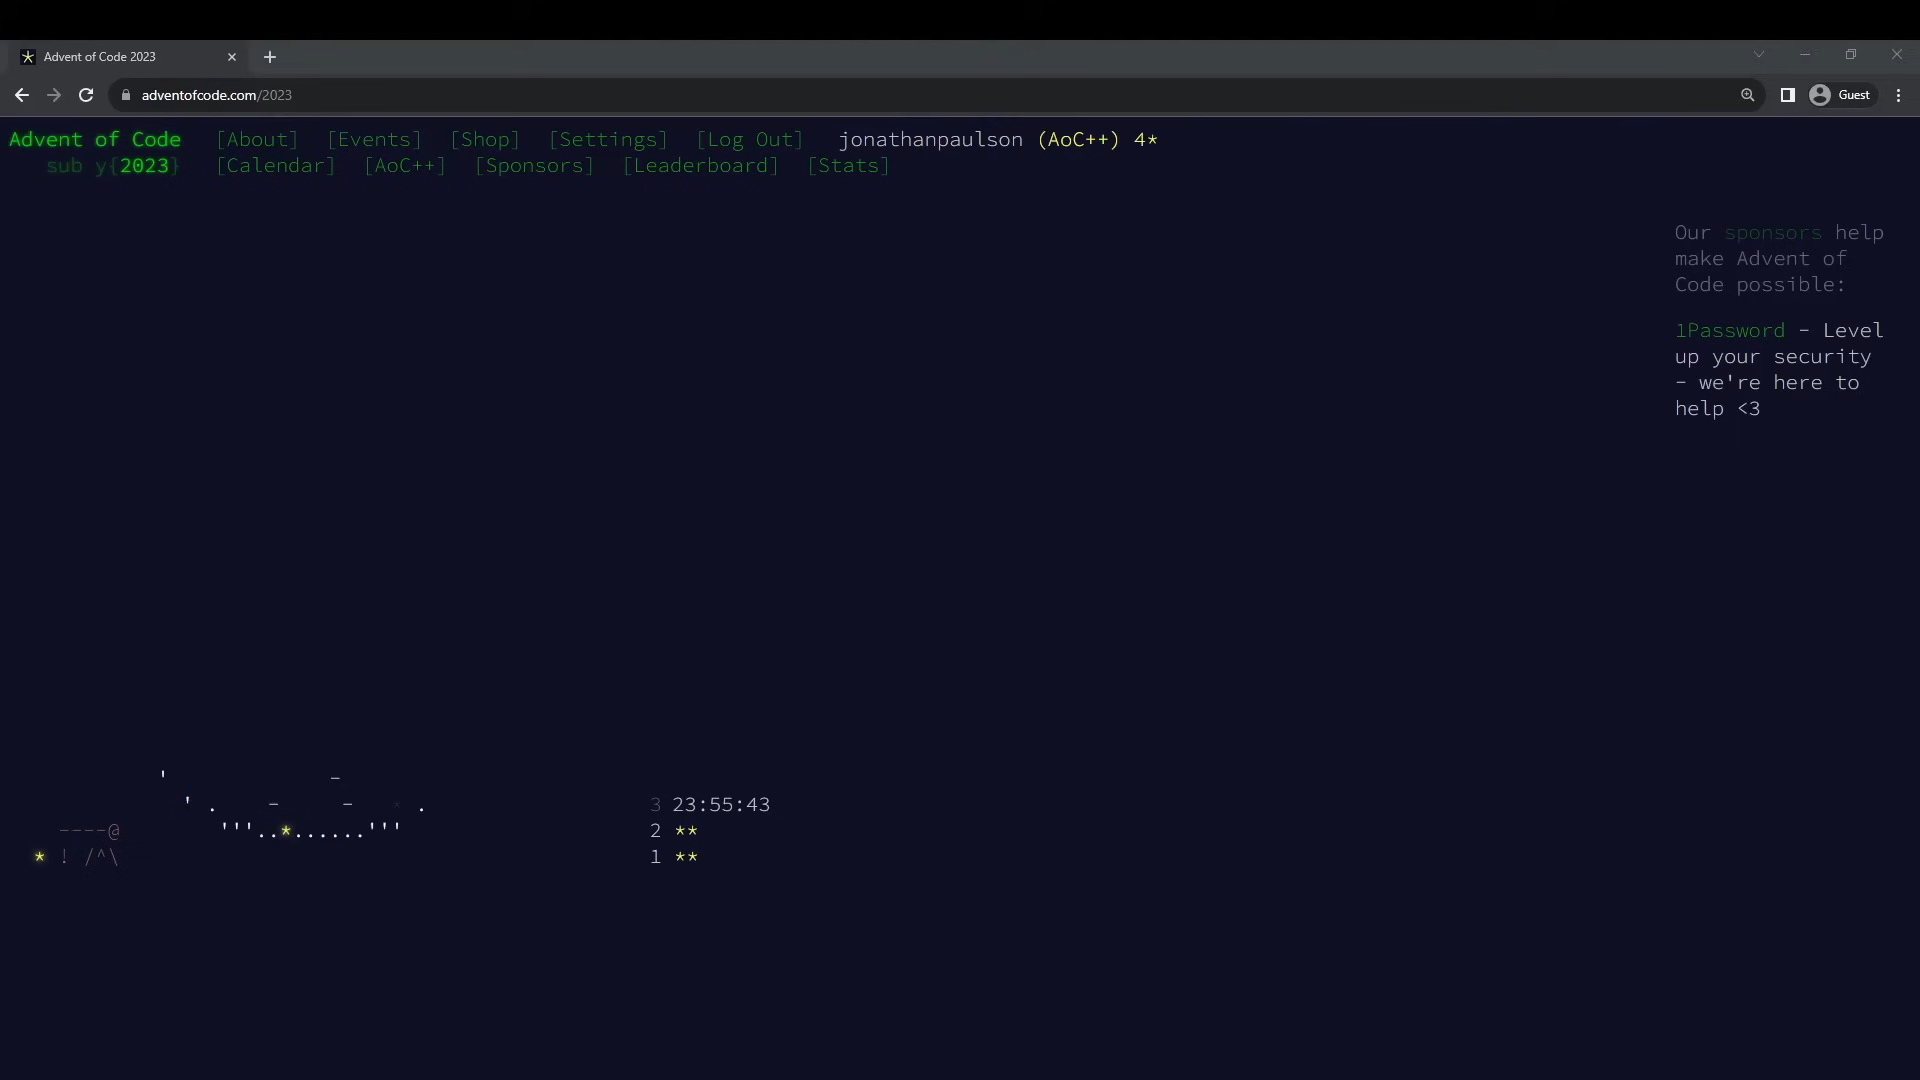 Advent of Code 2023
adventofcode.com/2023
Guest
Advent of Code [About] [Events] [Shop] [Settings] [Log Out] jonathanpaulson (AoC++) 4*
sub y{2023} [Calendar] [AoC++] [Sponsors] [Leaderboard] [Stats]
Our sponsors help
make Advent of
Code possible:
1Password - Level
up your security
- we're here to
help <3
' -
' . - - .
3 23:55:43
----@ '''..*......'''
2 **
* ! /^\
1 **